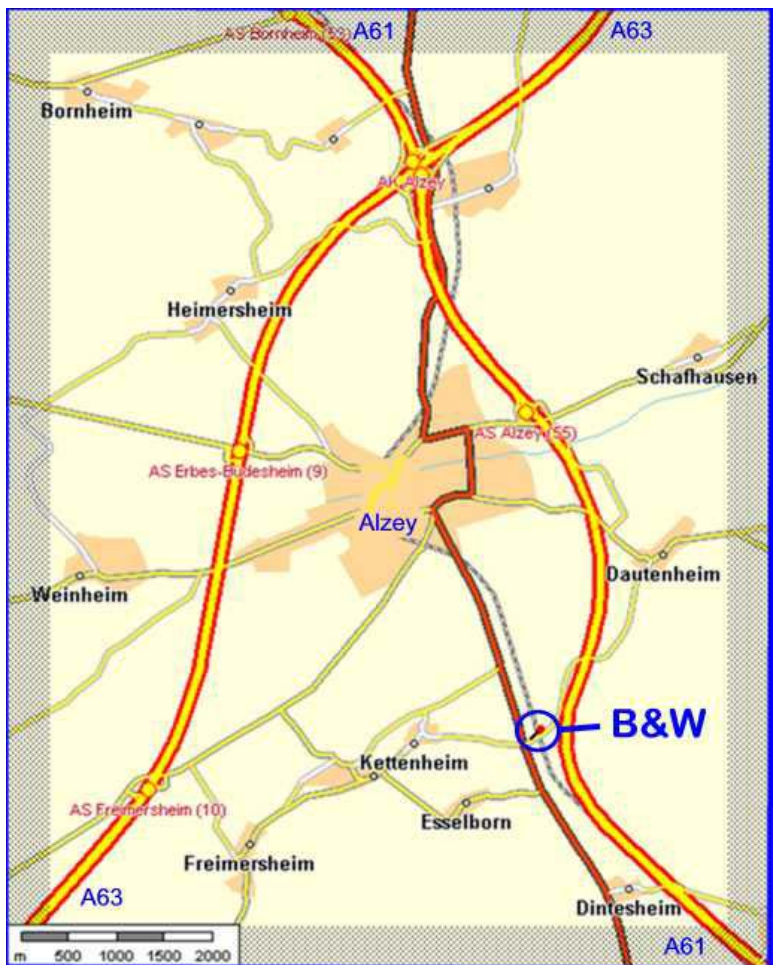 AS Bornheim (53)
A61
A63
Bornheim
AK Alzey
Heimersheim
Schafhausen
AS Alzey (55)
AS Erbes-Büdesheim (9)
Alzey
Weinheim
Dautenheim
B&W
Kettenheim
AS Freimersheim (10)
Esselborn
Freimersheim
A63
Dintesheim
A61
m 500 1000 1500 2000